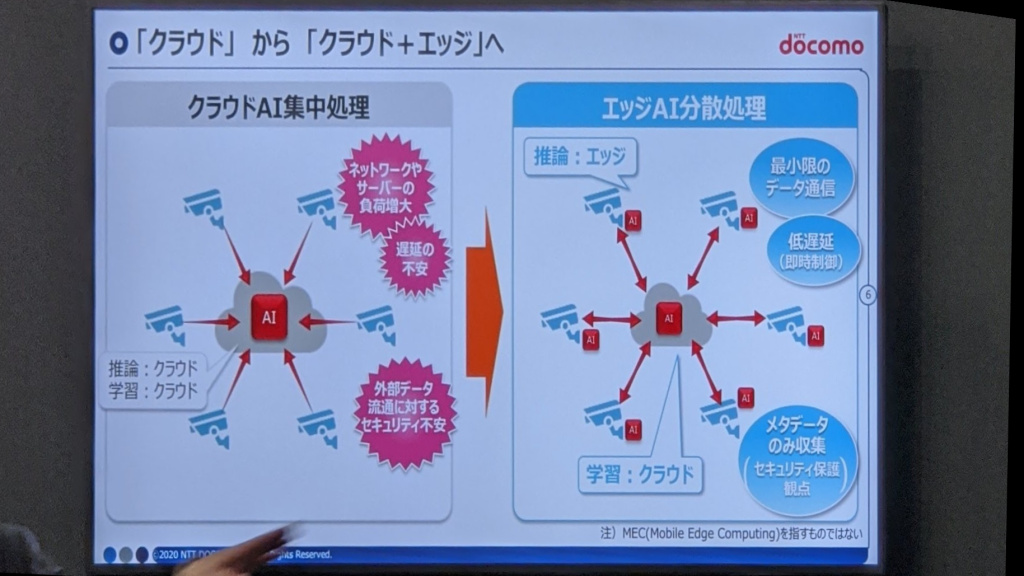 「クラウド」から「クラウド＋エッジ」へ
NTT
docomo
クラウドAI集中処理
ネットワークや
サーバーの
負荷増大
遅延の
不安
AI
推論：クラウド
学習：クラウド
外部データ
流通に対する
セキュリティ不安
エッジAI分散処理
推論：エッジ
最小限の
データ通信
低遅延
（即時制御）
AI
AI
AI
AI
AI
AI
AI
学習：クラウド
メタデータ
のみ収集
（セキュリティ保護
観点）
6
注）MEC(Mobile Edge Computing)を指すものではない
©2020 NTT DOC ts Reserved.